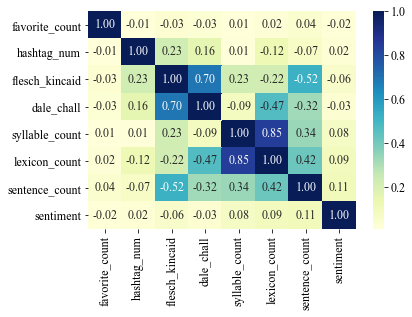 favorite_count 1.00 -0.01 -0.03 -0.03 0.01 0.02 0.04 -0.02
hashtag_num -0.01 1.00 0.23 0.16 0.01 -0.12 -0.07 0.02
flesch_kincaid -0.03 0.23 1.00 0.70 0.23 -0.22 -0.52 -0.06
dale_chall -0.03 0.16 0.70 1.00 -0.09 -0.47 -0.32 -0.03
syllable_count 0.01 0.01 0.23 -0.09 1.00 0.85 0.34 0.08
lexicon_count 0.02 -0.12 -0.22 -0.47 0.85 1.00 0.42 0.09
sentence_count 0.04 -0.07 -0.52 -0.32 0.34 0.42 1.00 0.11
sentiment -0.02 0.02 -0.06 -0.03 0.08 0.09 0.11 1.00
favorite_count
hashtag_num
flesch_kincaid
dale_chall
syllable_count
lexicon_count
sentence_count
sentiment
1.0
0.8
0.6
0.4
0.2